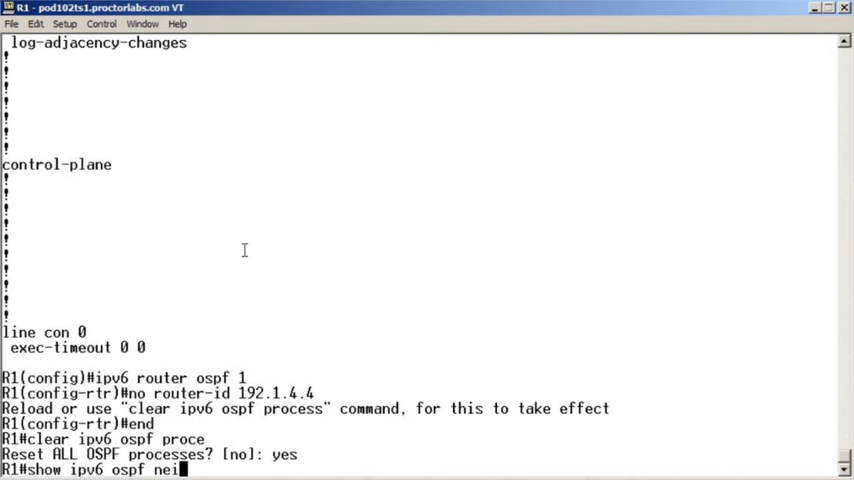 R1 - pod102ts1.proctorlabs.com VT
File Edit Setup Control Window Help
log-adjacency-changes
!
!
!
!
!
!
!
control-plane
!
!
!
!
!
!
!
!
!
!
line con 0
exec-timeout 0 0
R1(config)#ipv6 router ospf 1
R1(config-rtr)#no router-id 192.1.4.4
Reload or use "clear ipv6 ospf process" command, for this to take effect
R1(config-rtr)#end
R1#clear ipv6 ospf proce
Reset ALL OSPF processes? [no]: yes
R1#show ipv6 ospf nei